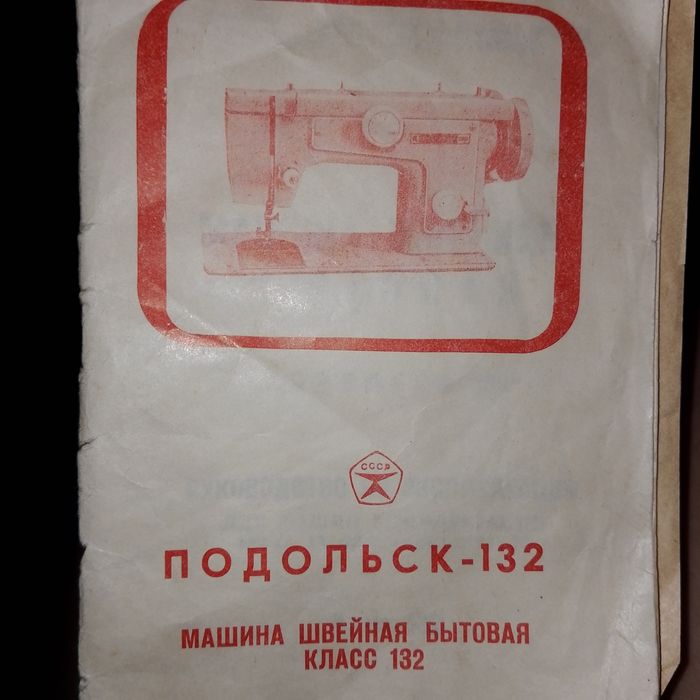 СССР
ПОДОЛЬСК-132
МАШИНА ШВЕЙНАЯ БЫТОВАЯ
КЛАСС 132